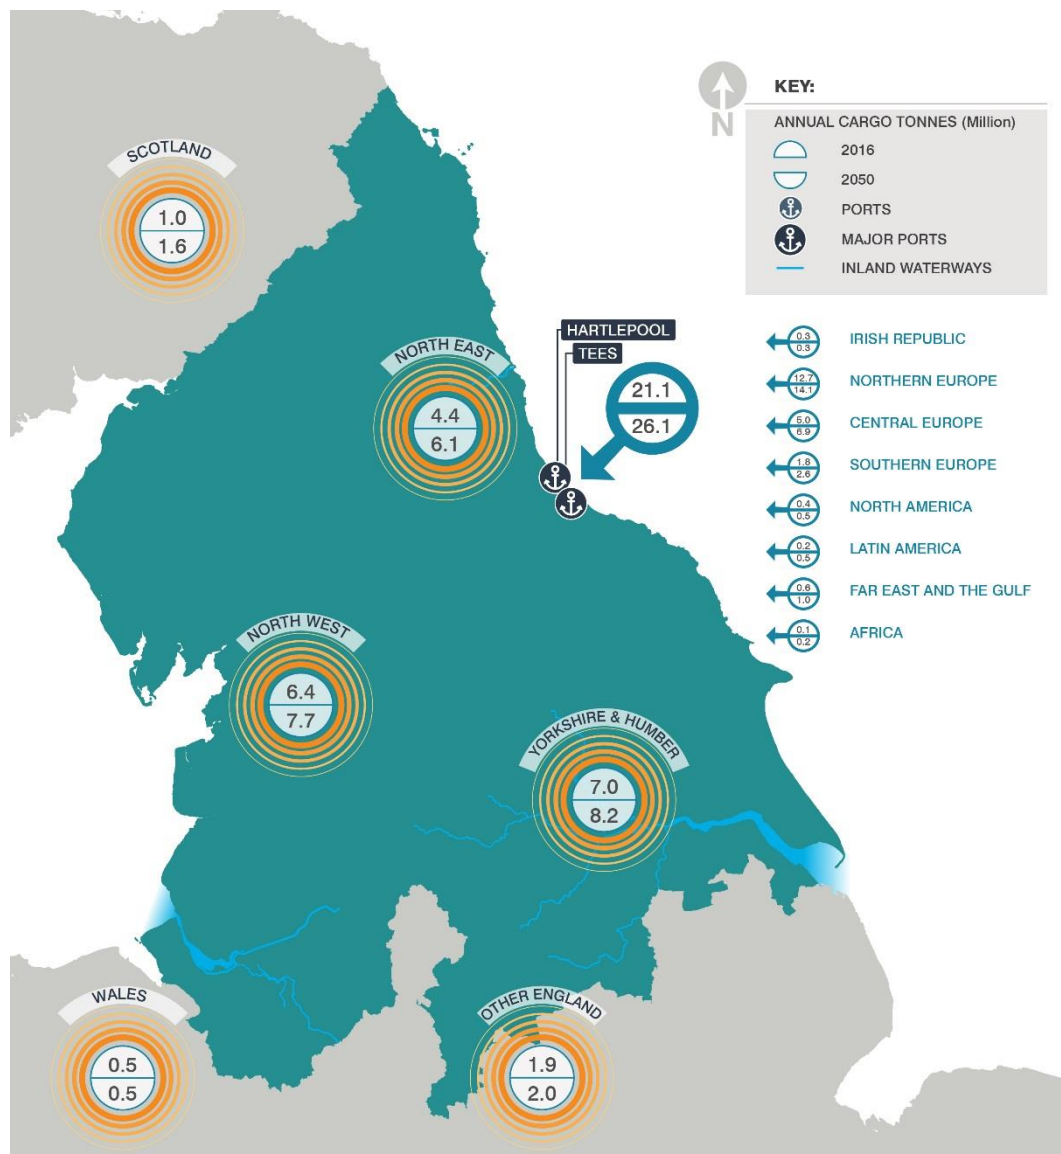 KEY:
ANNUAL CARGO TONNES (Million)
2016
2050
PORTS
MAJOR PORTS
INLAND WATERWAYS
N
SCOTLAND
1.0
1.6
HARTLEPOOL
TEES
21.1
26.1
NORTH EAST
4.4
6.1
0.3
0.3
IRISH REPUBLIC
12.7
14.1
NORTHERN EUROPE
5.0
6.9
CENTRAL EUROPE
1.8
2.6
SOUTHERN EUROPE
0.4
0.5
NORTH AMERICA
0.2
0.5
LATIN AMERICA
0.6
1.0
FAR EAST AND THE GULF
0.1
0.2
AFRICA
NORTH WEST
6.4
7.7
YORKSHIRE & HUMBER
7.0
8.2
WALES
0.5
0.5
OTHER ENGLAND
1.9
2.0